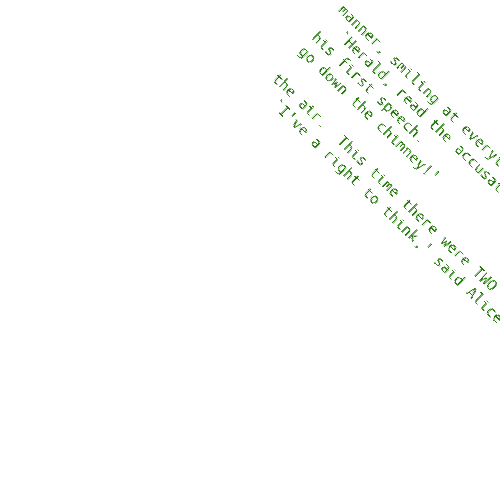 manner, smiling at everyt
`Herald, read the accusat
his first speech.
go down the chimney!'
the air.  This time there were TWO
`I've a right to think,' said Alice